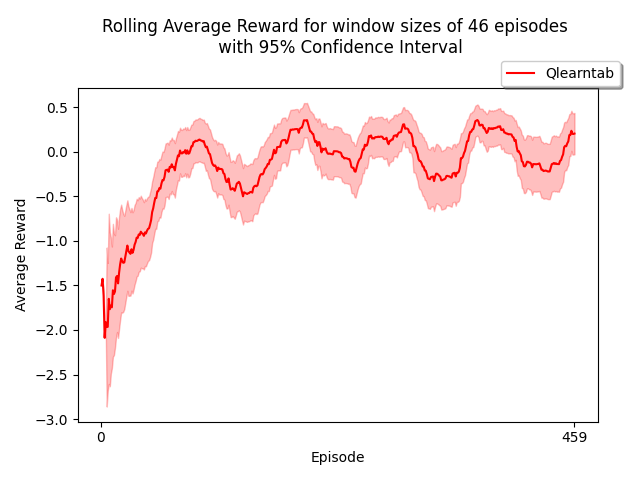 Rolling Average Reward for window sizes of 46 episodes
with 95% Confidence Interval
Qlearntab
0.5
0.0
−0.5
−1.0
−1.5
−2.0
−2.5
−3.0
Average Reward
0 459
Episode